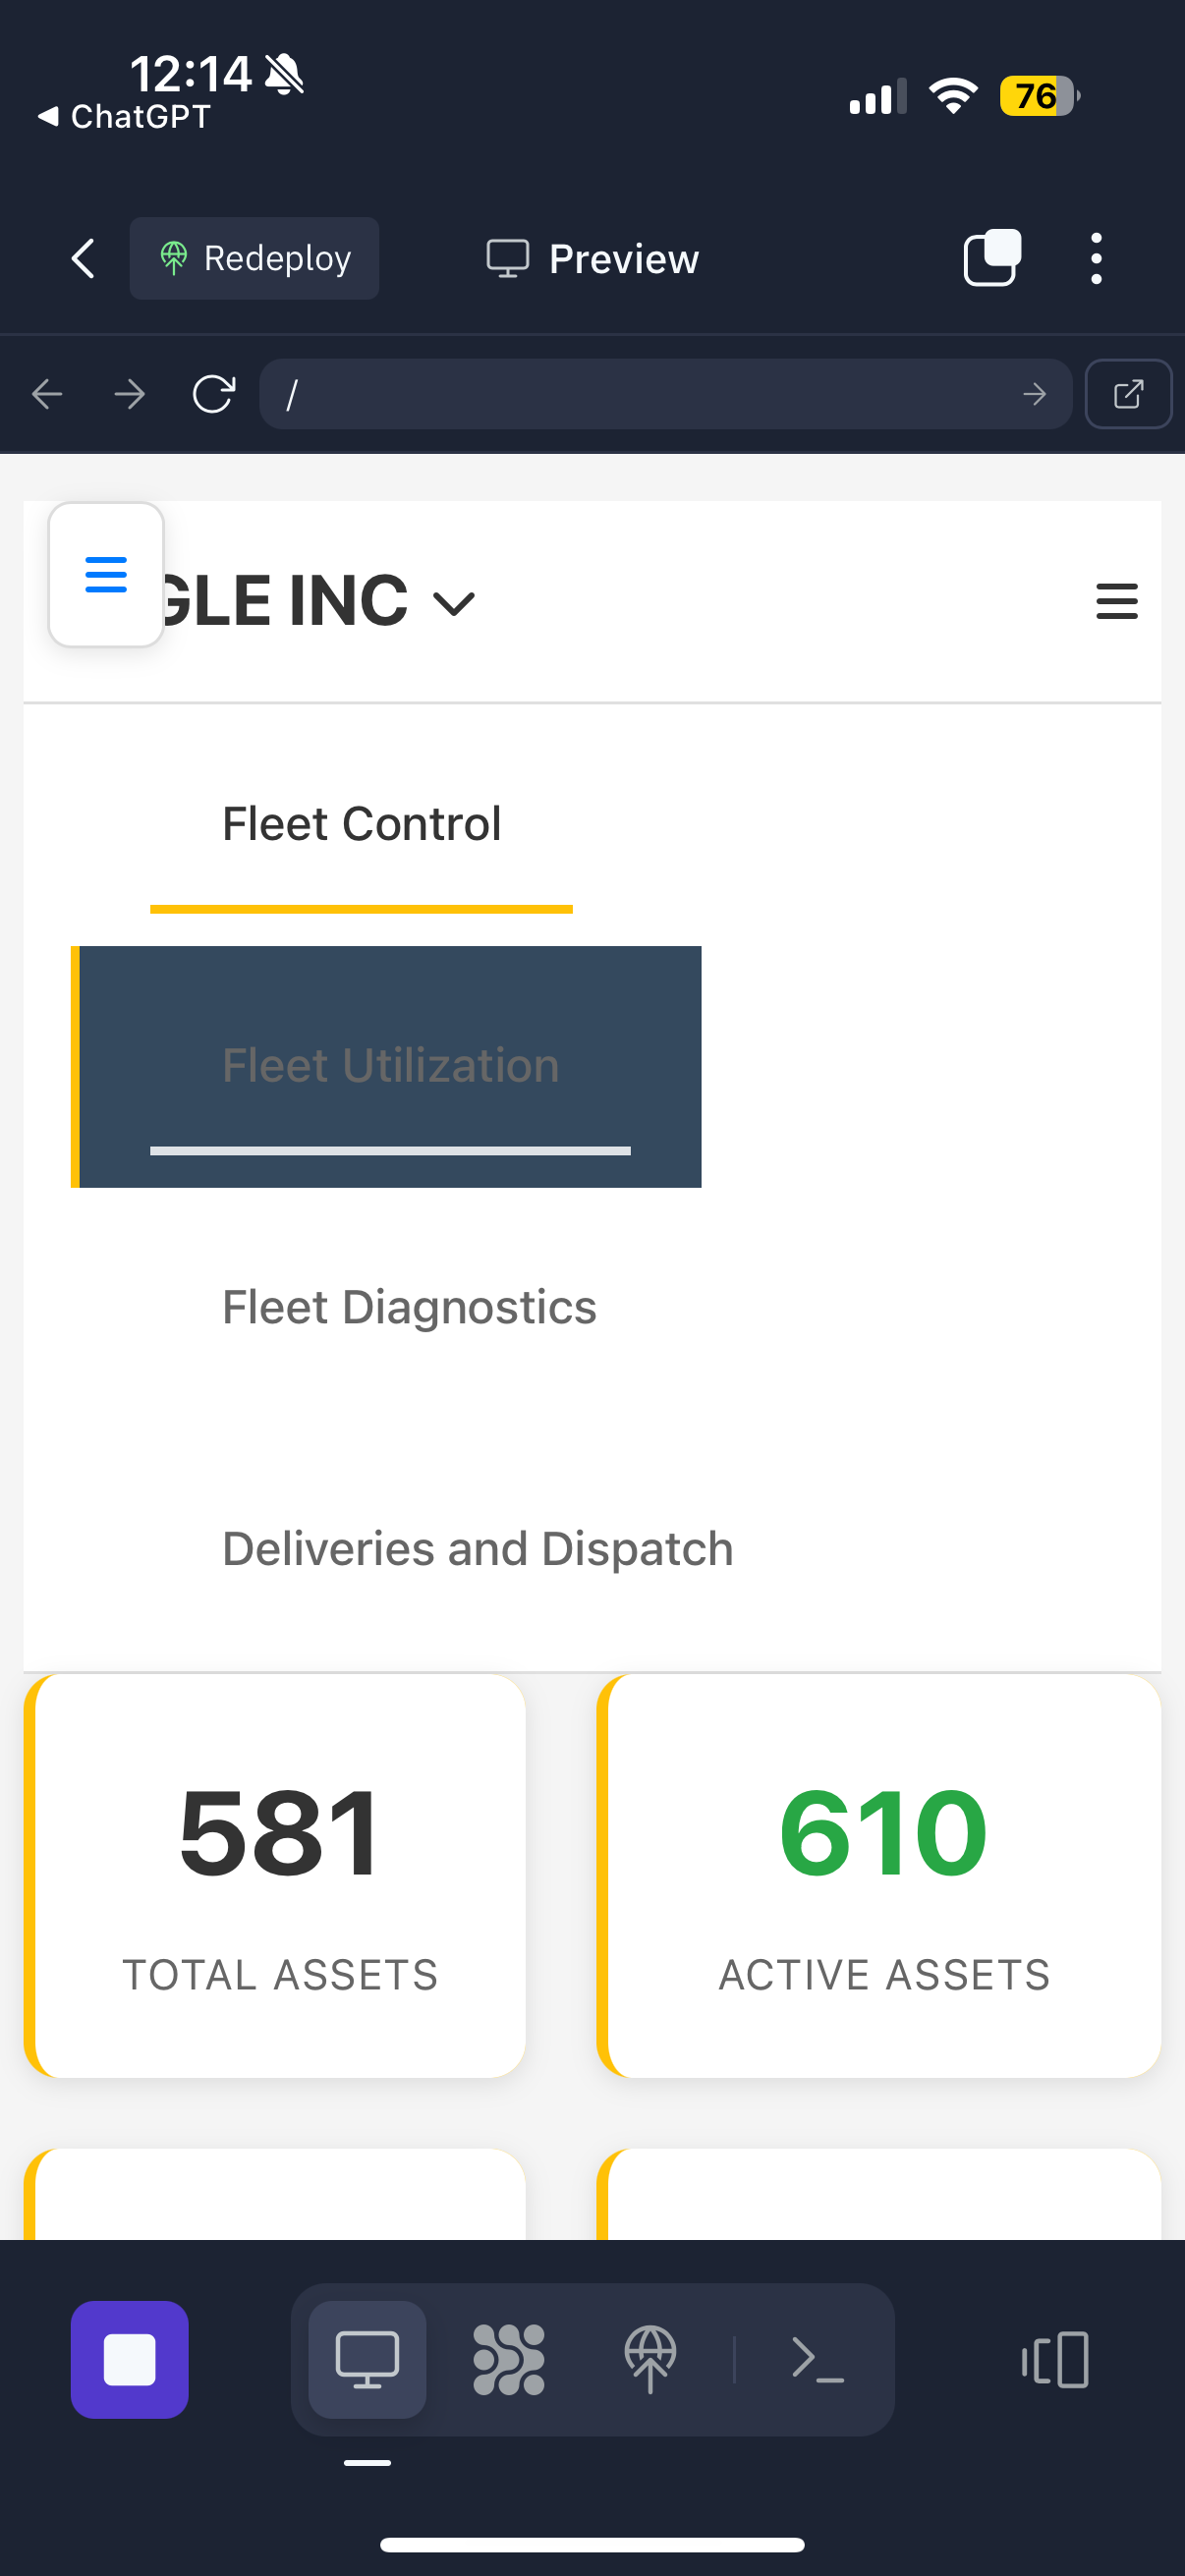 12:14
ChatGPT
76
Redeploy
Preview
/
GLE INC
Fleet Control
Fleet Utilization
Fleet Diagnostics
Deliveries and Dispatch
581
610
TOTAL ASSETS
ACTIVE ASSETS